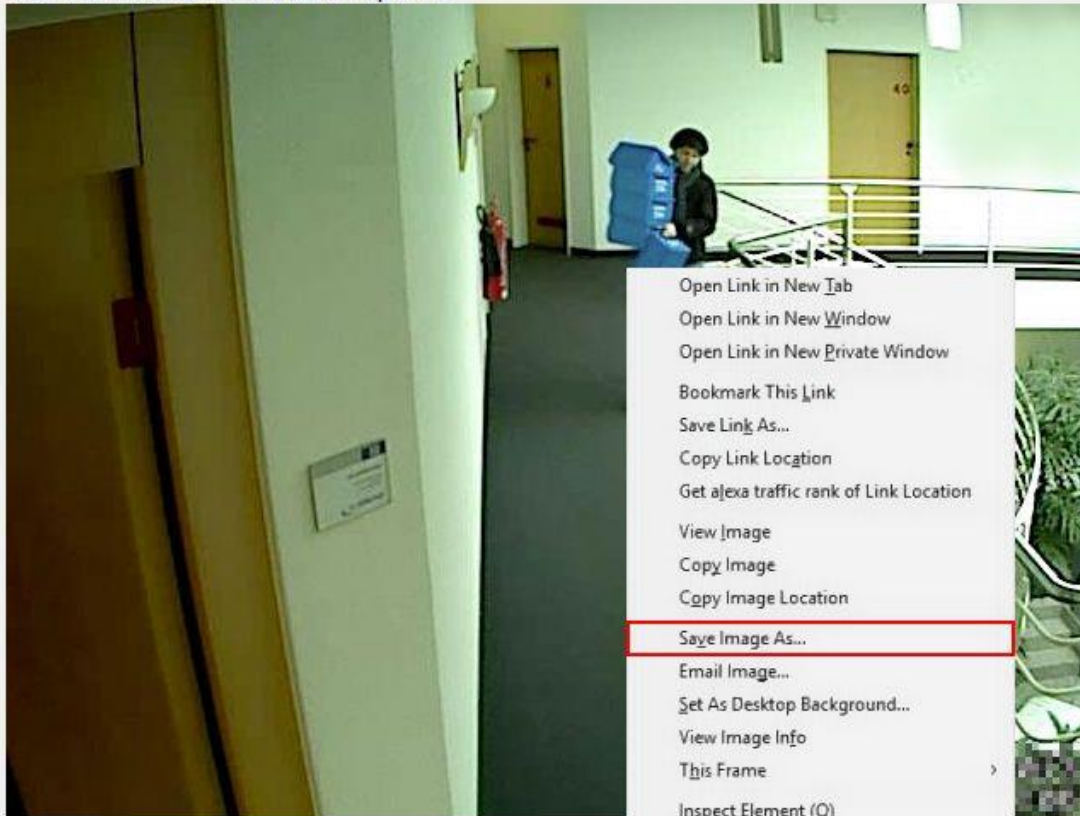 40
Open Link in New Tab
Open Link in New Window
Open Link in New Private Window
Bookmark This Link
Save Link As...
Copy Link Location
Get alexa traffic rank of Link Location
View Image
Copy Image
Copy Image Location
Save Image As...
Email Image...
Set As Desktop Background...
View Image Info
This Frame
Inspect Element (Q)